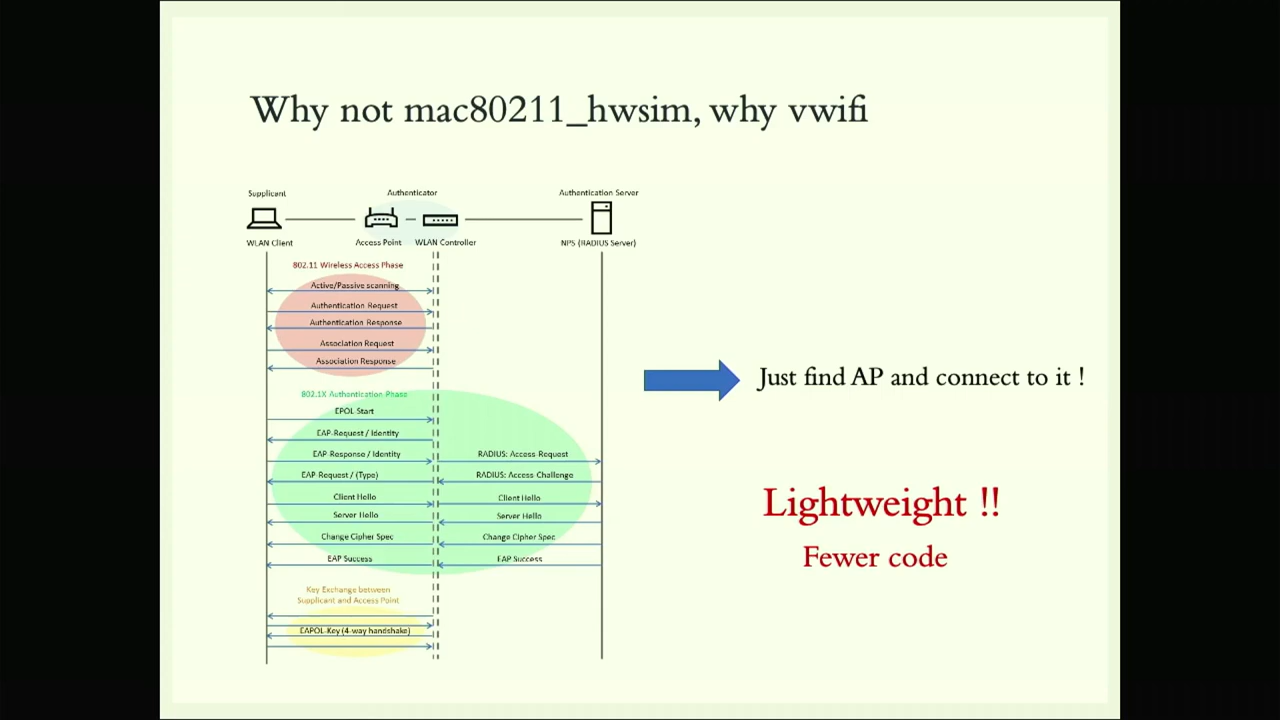 Why not mac80211_hwsim, why vwifi
Supplicant
Authenticator
Authentication Server
WLAN Client
Access Point
WLAN Controller
NPS (RADIUS Server)
802.11 Wireless Access Phase
Active/Passive scanning
Authentication Request
Authentication Response
Association Request
Association Response
802.1X Authentication Phase
EPOL Start
EAP-Request / Identity
EAP-Response / Identity
RADIUS: Access-Request
EAP-Request / (Type)
RADIUS: Access-Challenge
Client Hello
Client Hello
Server Hello
Server Hello
Change Cipher Spec
Change Cipher Spec
EAP Success
EAP Success
Key Exchange between
Supplicant and Access Point
EAPOL-Key (4-way handshake)
Just find AP and connect to it !
Lightweight !!
Fewer code